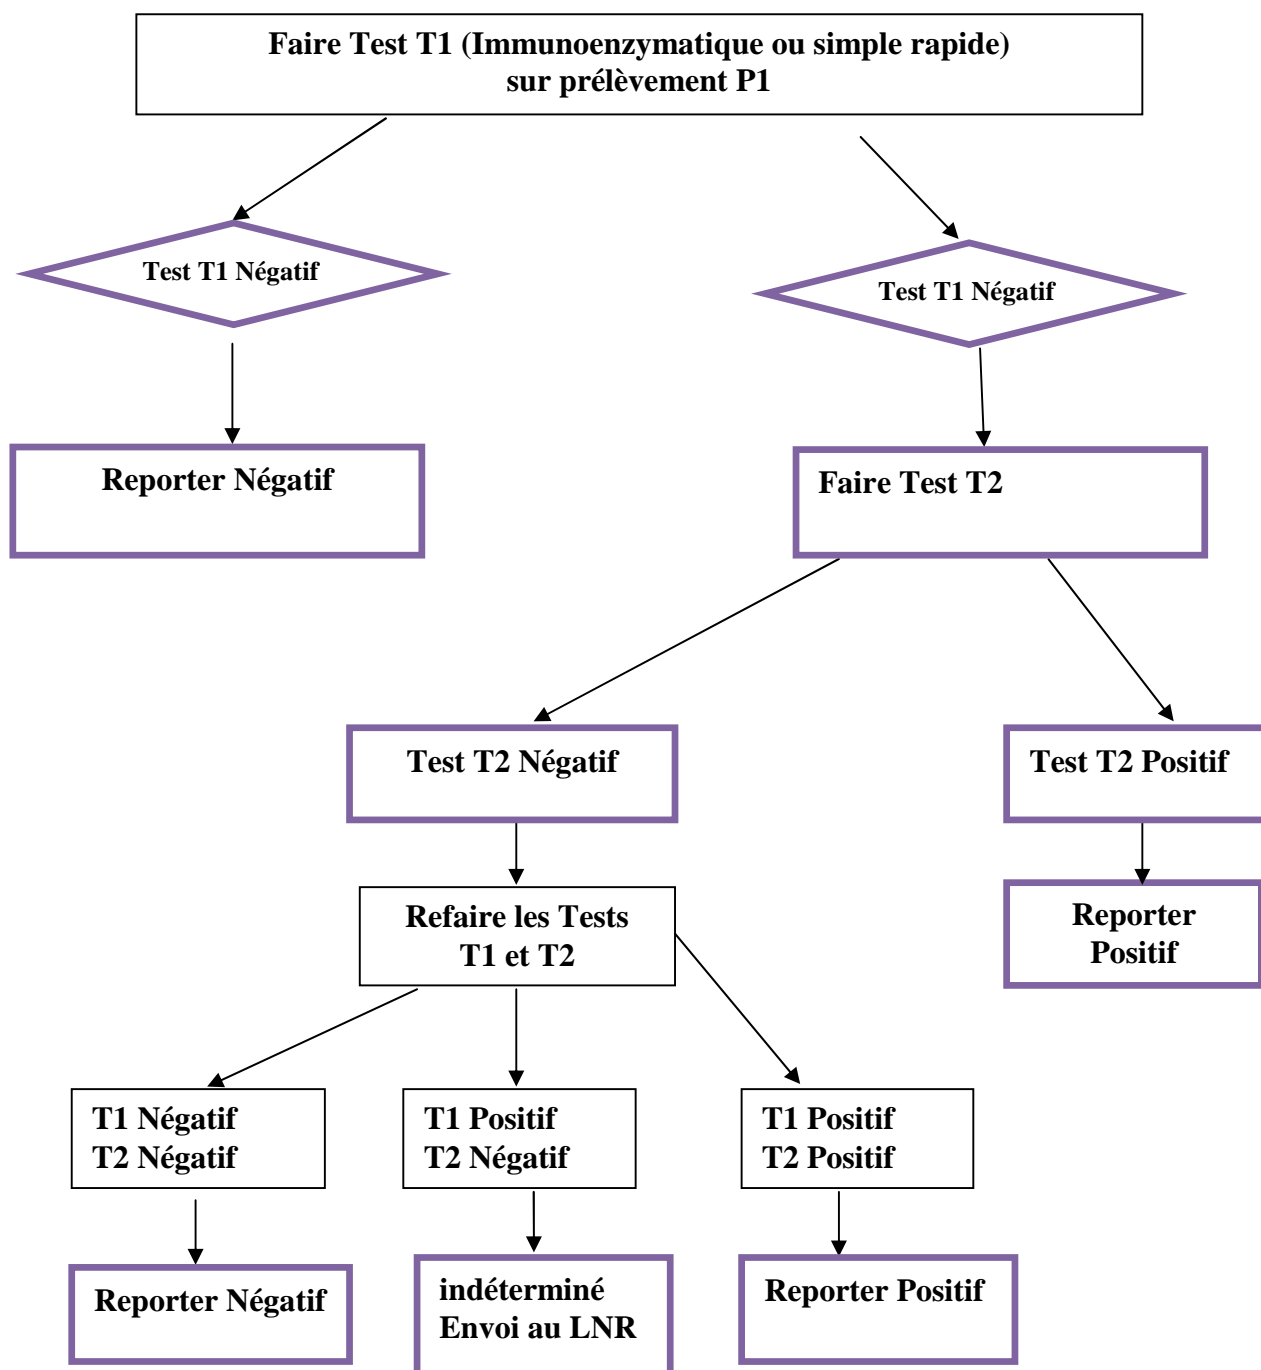 Faire Test T1 (Immunoenzymatique ou simple rapide)
sur prélèvement P1
Test T1 Négatif
Test T1 Négatif
Reporter Négatif
Faire Test T2
Test T2 Négatif
Test T2 Positif
Refaire les Tests
T1 et T2
Reporter
Positif
T1 Négatif
T2 Négatif
T1 Positif
T2 Négatif
T1 Positif
T2 Positif
Reporter Négatif
indéterminé
Envoi au LNR
Reporter Positif